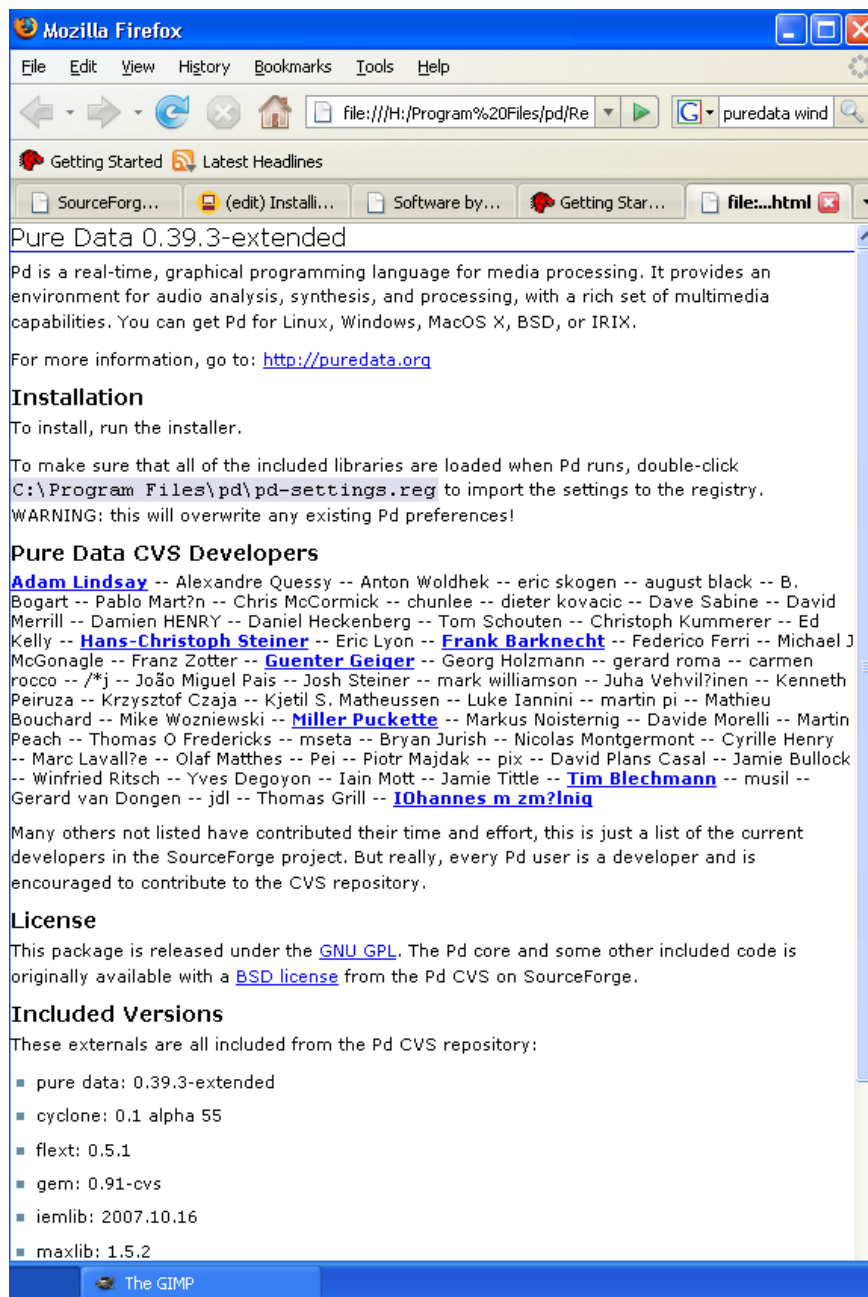 Mozilla Firefox
File Edit View History Bookmarks Tools Help
file:///H:/Program%20Files/pd/Re
G puredata wind
Getting Started Latest Headlines
SourceForg... (edit) Installi... Software by... Getting Star... file:...html
Pure Data 0.39.3-extended
Pd is a real-time, graphical programming language for media processing. It provides an
environment for audio analysis, synthesis, and processing, with a rich set of multimedia
capabilities. You can get Pd for Linux, Windows, MacOS X, BSD, or IRIX.
For more information, go to: http://puredata.org
Installation
To install, run the installer.
To make sure that all of the included libraries are loaded when Pd runs, double-click
C:\Program Files\pd\pd-settings.reg to import the settings to the registry.
WARNING: this will overwrite any existing Pd preferences!
Pure Data CVS Developers
Adam Lindsay -- Alexandre Quessy -- Anton Woldhek -- eric skogen -- august black -- B.
Bogart -- Pablo Mart?n -- Chris McCormick -- chunlee -- dieter kovacic -- Dave Sabine -- David
Merrill -- Damien HENRY -- Daniel Heckenberg -- Tom Schouten -- Christoph Kummerer -- Ed
Kelly -- Hans-Christoph Steiner -- Eric Lyon -- Frank Barknecht -- Federico Ferri -- Michael J
McGonagle -- Franz Zotter -- Guenter Geiger -- Georg Holzmann -- gerard roma -- carmen
rocco -- /*j -- João Miguel Pais -- Josh Steiner -- mark williamson -- Juha Vehvil?inen -- Kenneth
Peiruza -- Krzysztof Czaja -- Kjetil S. Matheussen -- Luke Iannini -- martin pi -- Mathieu
Bouchard -- Mike Wozniewski -- Miller Puckette -- Markus Noisternig -- Davide Morelli -- Martin
Peach -- Thomas O Fredericks -- mseta -- Bryan Jurish -- Nicolas Montgermont -- Cyrille Henry
-- Marc Lavall?e -- Olaf Matthes -- Pei -- Piotr Majdak -- pix -- David Plans Casal -- Jamie Bullock
-- Winfried Ritsch -- Yves Degoyon -- Iain Mott -- Jamie Tittle -- Tim Blechmann -- musil --
Gerard van Dongen -- jdl -- Thomas Grill -- IOhannes m zm?lnig
Many others not listed have contributed their time and effort, this is just a list of the current
developers in the SourceForge project. But really, every Pd user is a developer and is
encouraged to contribute to the CVS repository.
License
This package is released under the GNU GPL. The Pd core and some other included code is
originally available with a BSD license from the Pd CVS on SourceForge.
Included Versions
These externals are all included from the Pd CVS repository:
pure data: 0.39.3-extended
cyclone: 0.1 alpha 55
flext: 0.5.1
gem: 0.91-cvs
iemlib: 2007.10.16
maxlib: 1.5.2
The GIMP